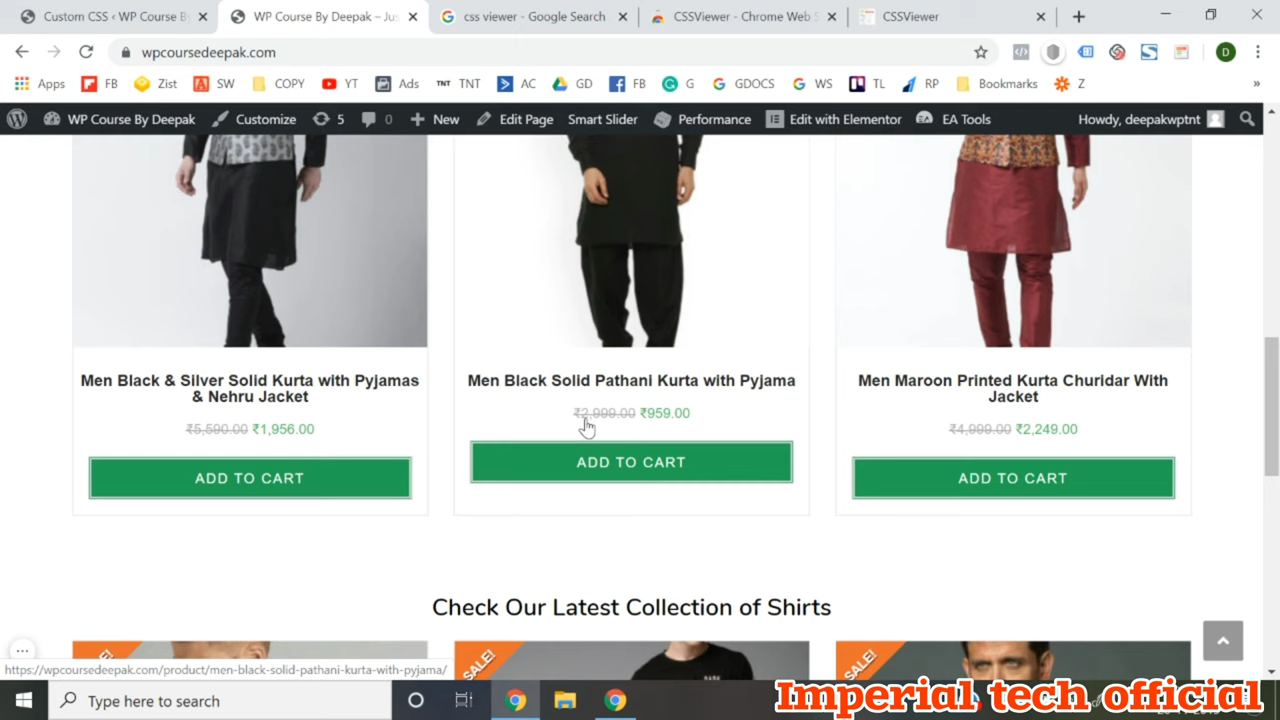 Custom CSS ‹ WP Course B
WP Course By Deepak – Jus
css viewer - Google Search
CSSViewer - Chrome Web S
CSSViewer
wpcoursedeepak.com
D
Apps
FB
Zist
SW
COPY
YT
Ads
TNT TNT
AC
GD
FB
G
GDOCS
WS
TL
RP
Bookmarks
Z
»
WP Course By Deepak
Customize
5
0
New
Edit Page
Smart Slider
Performance
Edit with Elementor
EA Tools
Howdy, deepakwptnt
Men Black & Silver Solid Kurta with Pyjamas
& Nehru Jacket
₹5,590.00 ₹1,956.00
ADD TO CART
Men Black Solid Pathani Kurta with Pyjama
₹2,999.00 ₹959.00
ADD TO CART
Men Maroon Printed Kurta Churidar With
Jacket
₹4,999.00 ₹2,249.00
ADD TO CART
Check Our Latest Collection of Shirts
SALE!
SALE!
SALE!
https://wpcoursedeepak.com/product/men-black-solid-pathani-kurta-with-pyjama/
Type here to search
Imperial tech official